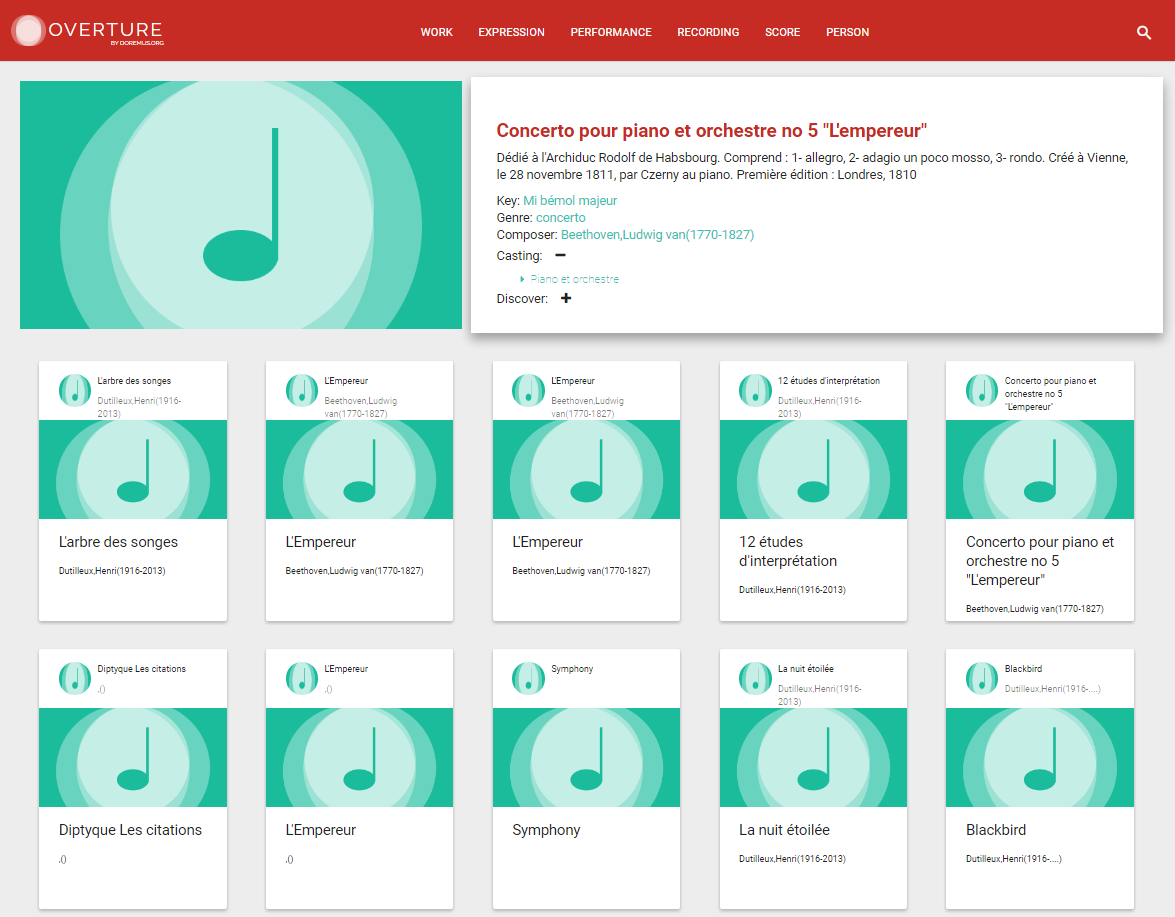 OVERTURE
BY DOREMUS.ORG
WORK EXPRESSION PERFORMANCE RECORDING SCORE PERSON
Concerto pour piano et orchestre no 5 "L'empereur"
Dédié à l'Archiduc Rodolf de Habsbourg. Comprend : 1- allegro, 2- adagio un poco mosso, 3- rondo. Créé à Vienne,
le 28 novembre 1811, par Czerny au piano. Première édition : Londres, 1810
Key: Mi bémol majeur
Genre: concerto
Composer: Beethoven,Ludwig van(1770-1827)
Casting:
Piano et orchestre
Discover:
L'arbre des songes
Dutilleux,Henri(1916-
2013)
L'arbre des songes
Dutilleux,Henri(1916-2013)
L'Empereur
Beethoven,Ludwig
van(1770-1827)
L'Empereur
Beethoven,Ludwig van(1770-1827)
L'Empereur
Beethoven,Ludwig
van(1770-1827)
L'Empereur
Beethoven,Ludwig van(1770-1827)
12 études d'interprétation
Dutilleux,Henri(1916-
2013)
12 études
d'interprétation
Dutilleux,Henri(1916-2013)
Concerto pour piano et
orchestre no 5
"L'empereur"
Concerto pour piano et
orchestre no 5
"L'empereur"
Beethoven,Ludwig van(1770-1827)
Diptyque Les citations
,()
Diptyque Les citations
,()
L'Empereur
,()
L'Empereur
,()
Symphony
Symphony
La nuit étoilée
Dutilleux,Henri(1916-
2013)
La nuit étoilée
Dutilleux,Henri(1916-2013)
Blackbird
Dutilleux,Henri(1916-....)
Blackbird
Dutilleux,Henri(1916-....)